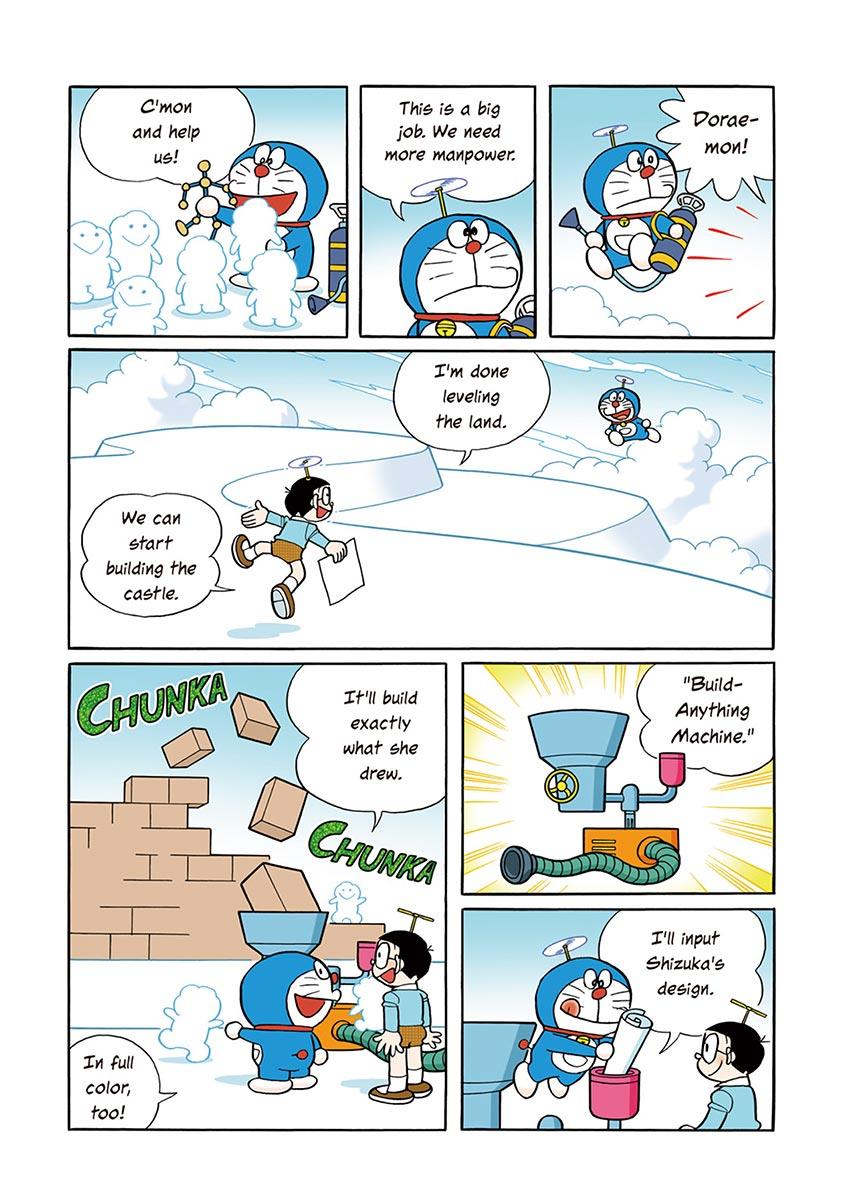 Dorae-
mon!
This is a big
job. We need
more manpower.
C'mon
and help
us!
I'm done
leveling
the land.
We can
start
building the
castle.
"Build-
Anything
Machine."
I'll input
Shizuka's
design.
It'll build
exactly
what she
drew.
CHUNKA
CHUNKA
In full
color,
too!